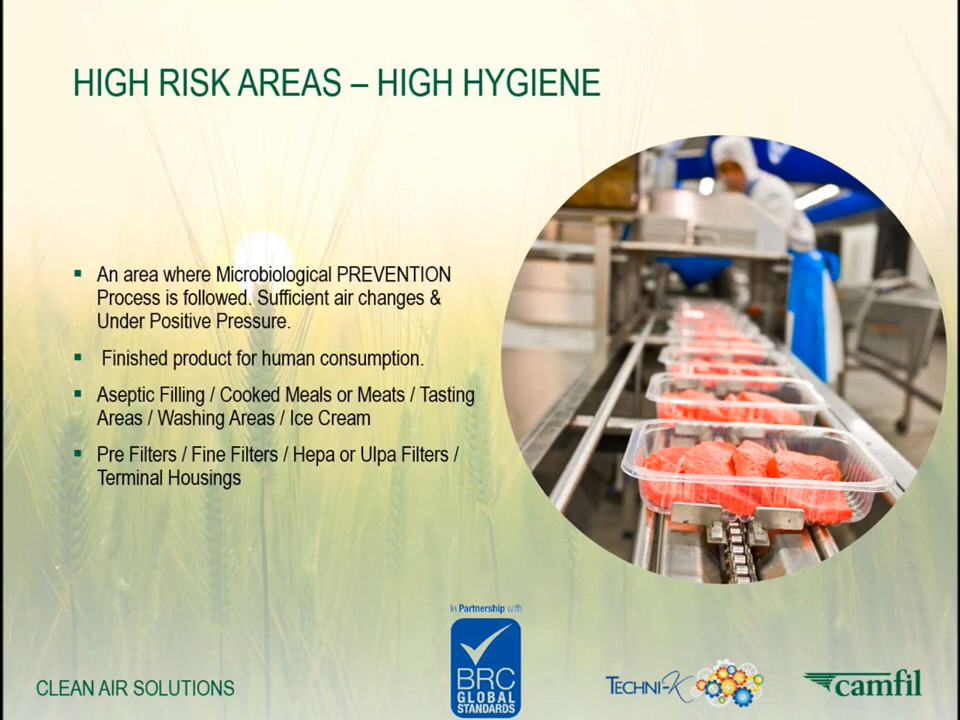 HIGH RISK AREAS – HIGH HYGIENE
An area where Microbiological PREVENTION
Process is followed. Sufficient air changes &
Under Positive Pressure.
Finished product for human consumption.
Aseptic Filling / Cooked Meals or Meats / Tasting
Areas / Washing Areas / Ice Cream
Pre Filters / Fine Filters / Hepa or Ulpa Filters /
Terminal Housings
In Partnership with
BRC
GLOBAL
STANDARDS
CLEAN AIR SOLUTIONS
TECHNI-K
camfil